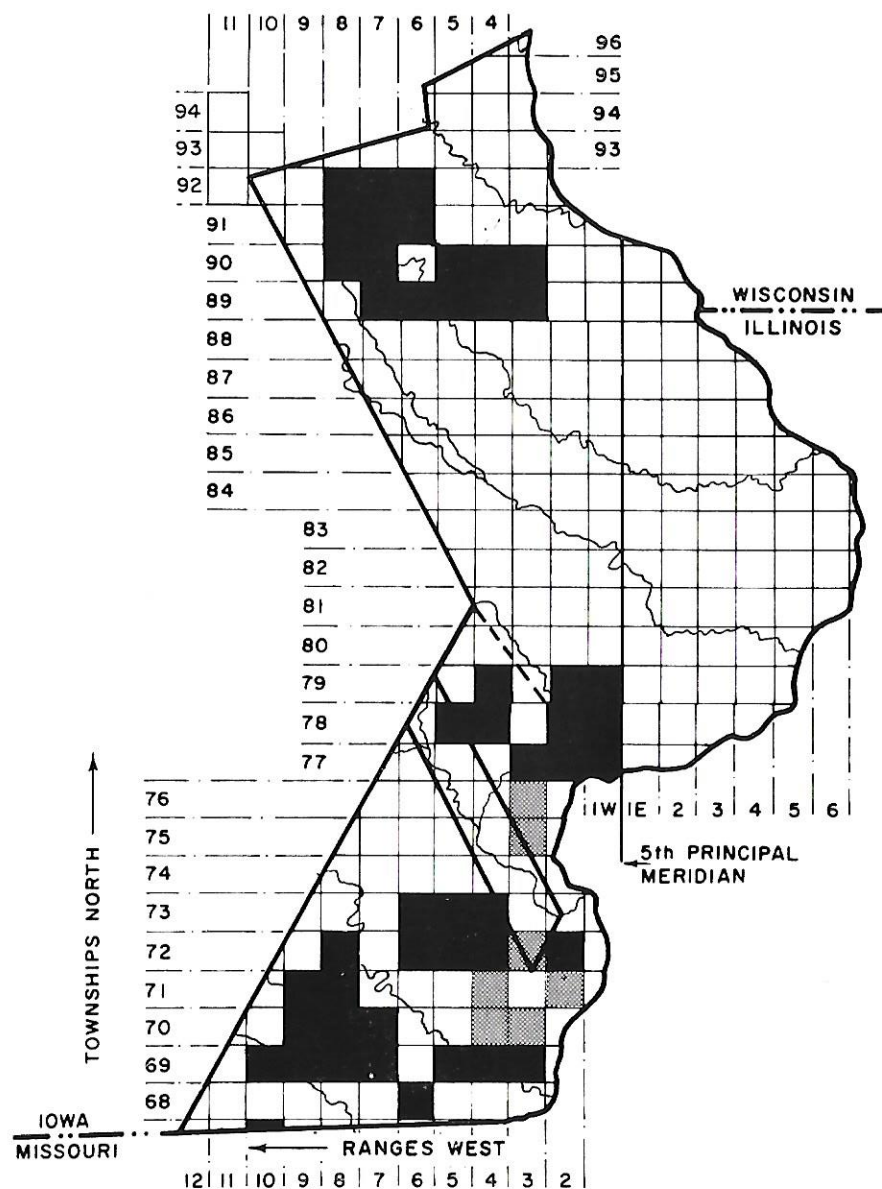 11 10 9 8 7 6 5 4
96
95
94 94
93 93
92
91
90
89
WISCONSIN
ILLINOIS
88
87
86
85
84
83
82
81
80
79
78
77
76
75
74
73
72
71
70
69
68
1W 1E 2 3 4 5 6
5th PRINCIPAL
MERIDIAN
TOWNSHIPS NORTH
IOWA
MISSOURI
RANGES WEST
12 11 10 9 8 7 6 5 4 3 2